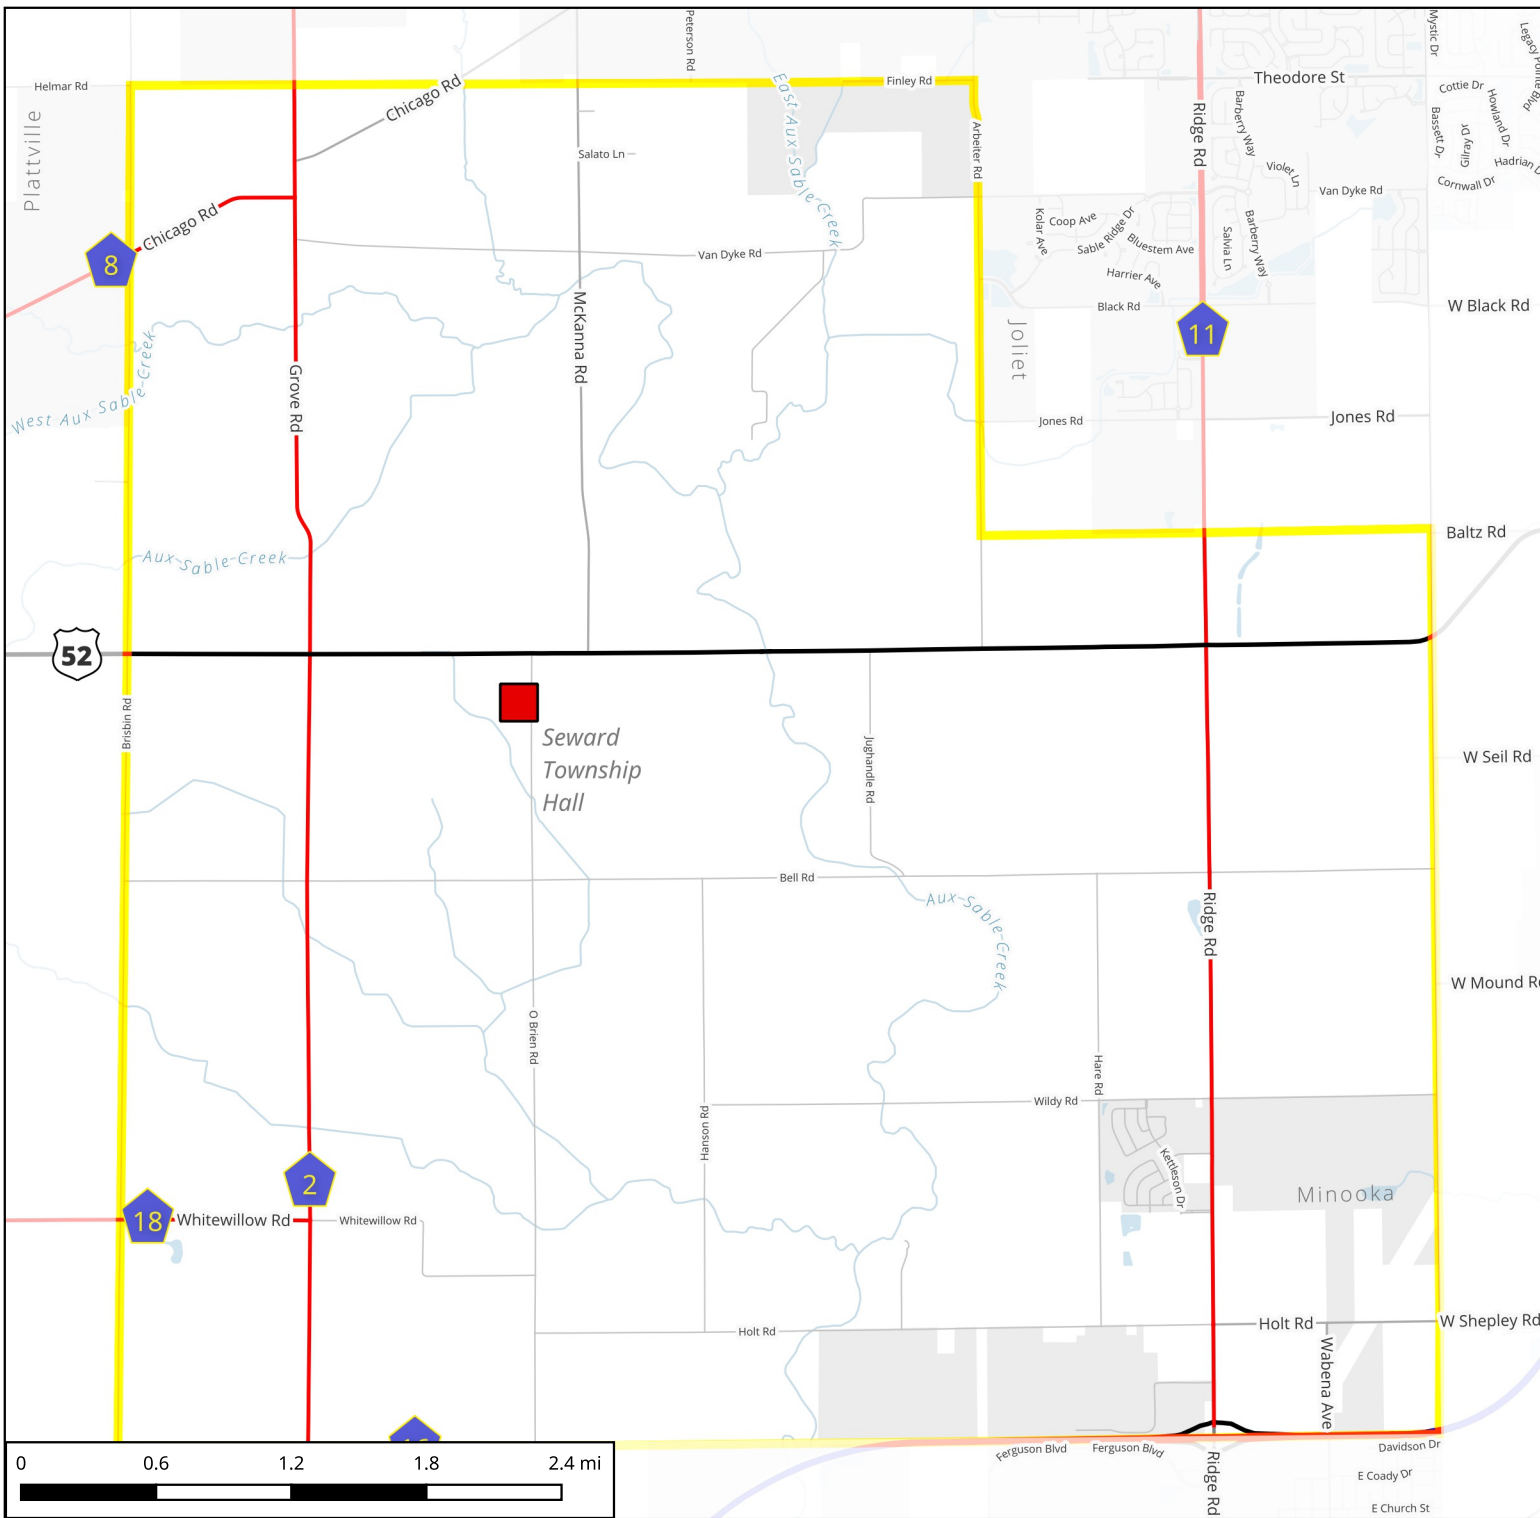 Helmar Rd
Plattville
Chicago Rd
Peterson Rd
East Aux Sable Creek
Finley Rd
Arbeiter Rd
Theodore St
Mystic Dr
Cottie Dr
Howland Dr
Bassett Dr
Gilray Dr
Cornwall Dr
Ridge Rd
Barberry Way
Violet Ln
Van Dyke Rd
Salato Ln
Chicago Rd
8
Van Dyke Rd
Kolar Ave
Coop Ave
Sable Ridge Dr
Bluestem Ave
Harrier Ave
Salvia Ln
Barberry Way
Black Rd
W Black Rd
11
Joliet
McKanna Rd
Grove Rd
West Aux Sable Creek
Jones Rd
Jones Rd
Aux Sable Creek
Baltz Rd
52
Brisbin Rd
Seward
Township
Hall
Jughandle Rd
W Seil Rd
Bell Rd
Aux Sable Creek
Ridge Rd
W Mound Rd
O Brien Rd
Hare Rd
Wildy Rd
Hanson Rd
Kettleson Dr
Minooka
2
18
Whitewillow Rd
Whitewillow Rd
Holt Rd
Holt Rd
W Shepley Rd
Wabena Ave
Ferguson Blvd
Ferguson Blvd
Ridge Rd
Davidson Dr
E Coady Dr
E Church St
0
0.6
1.2
1.8
2.4 mi